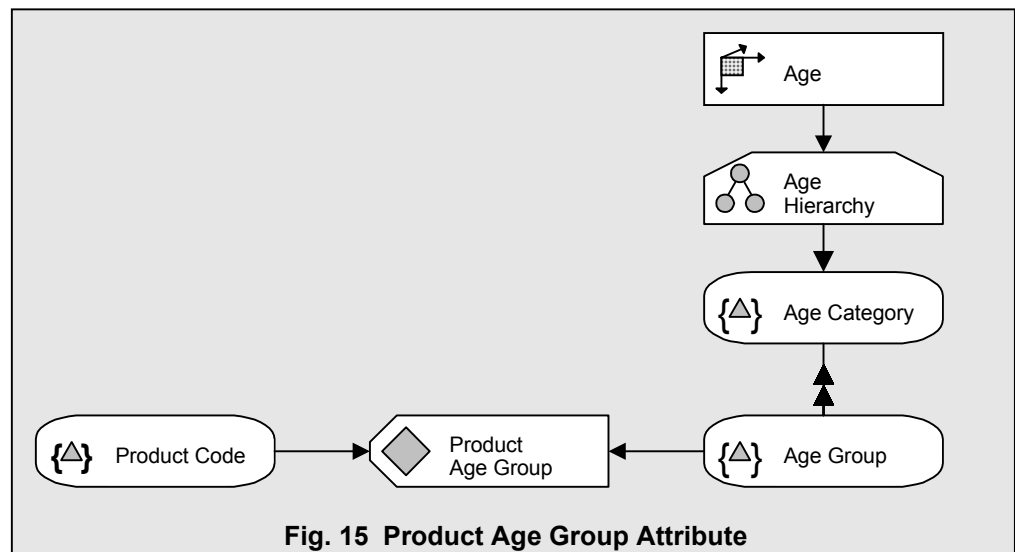 Age
Age
Hierarchy
{ } Age Category
{ } Product Code
Product
Age Group
{ } Age Group
Fig. 15 Product Age Group Attribute